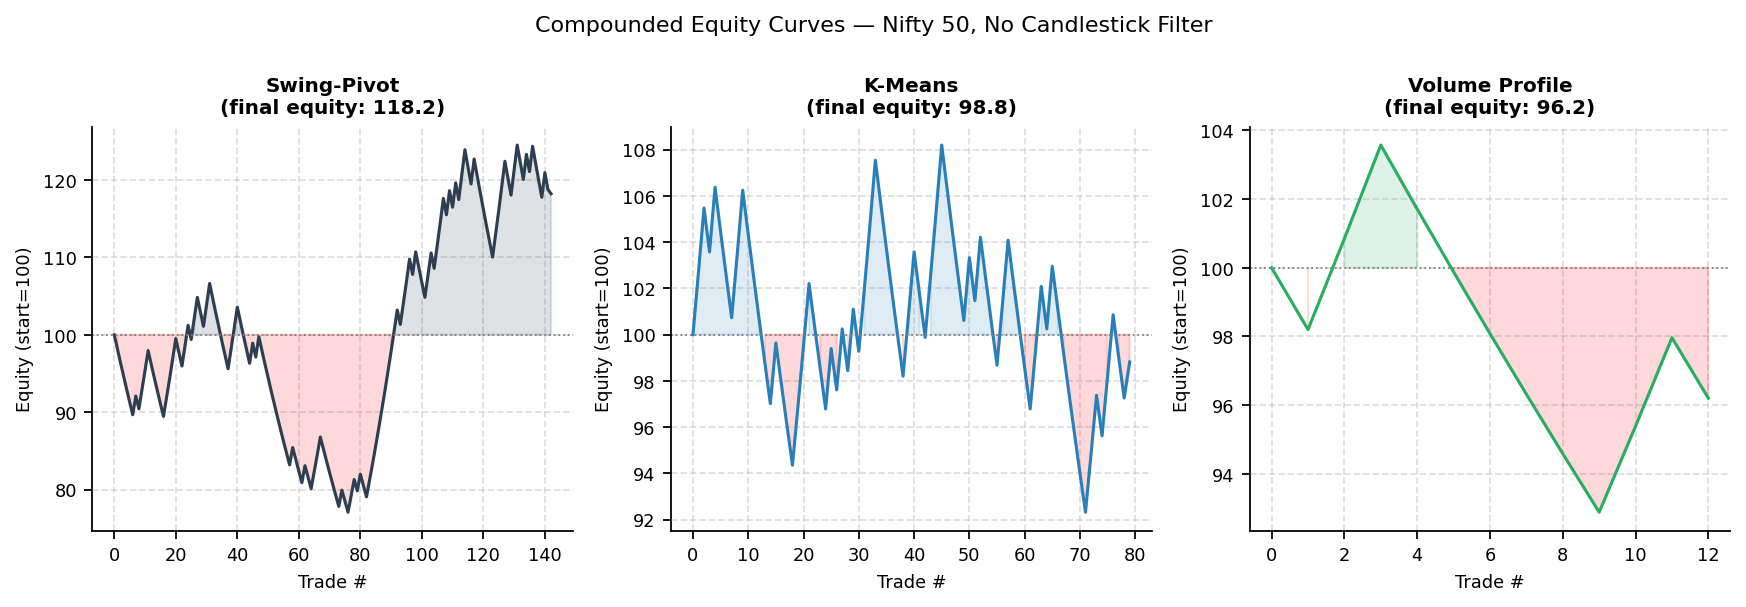 Compounded Equity Curves — Nifty 50, No Candlestick Filter
Swing-Pivot
(final equity: 118.2)
Equity (start=100)
120
110
100
90
80
0 20 40 60 80 100 120 140
Trade #
K-Means
(final equity: 98.8)
Equity (start=100)
108
106
104
102
100
98
96
94
92
0 10 20 30 40 50 60 70 80
Trade #
Volume Profile
(final equity: 96.2)
Equity (start=100)
104
102
100
98
96
94
0 2 4 6 8 10 12
Trade #